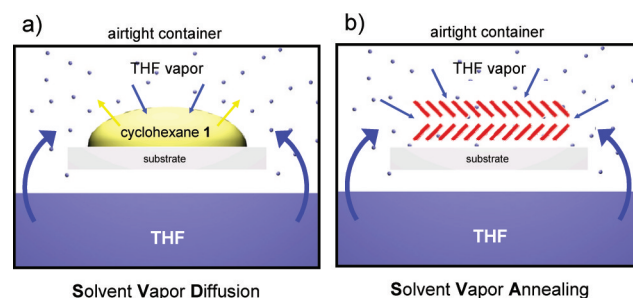 a)
airtight container
THF vapor
cyclohexane 1
substrate
THF
Solvent Vapor Diffusion
b)
airtight container
THF vapor
substrate
THF
Solvent Vapor Annealing